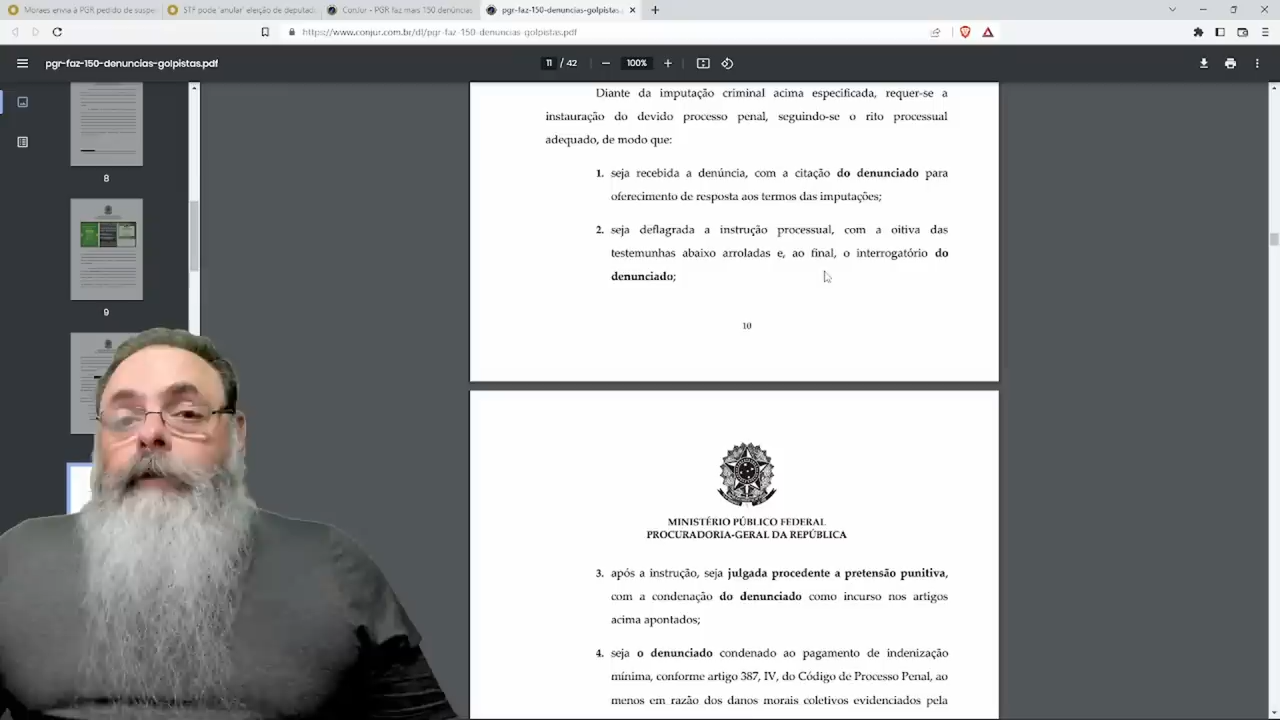 Moraes envia à PGR pedido de suspe
STF pode 'anular' eleição de deputad
ConJur - PGR faz mais 150 denúncias
pgr-faz-150-denuncias-golpistas.
https://www.conjur.com.br/dl/pgr-faz-150-denuncias-golpistas.pdf
pgr-faz-150-denuncias-golpistas.pdf
11 / 42
100%
8
9
Diante da imputação criminal acima especificada, requer-se a
instauração do devido processo penal, seguindo-se o rito processual
adequado, de modo que:
1. seja recebida a denúncia, com a citação do denunciado para
oferecimento de resposta aos termos das imputações;
2. seja deflagrada a instrução processual, com a oitiva das
testemunhas abaixo arroladas e, ao final, o interrogatório do
denunciado;
10
MINISTÉRIO PÚBLICO FEDERAL
PROCURADORIA-GERAL DA REPÚBLICA
3. após a instrução, seja julgada procedente a pretensão punitiva,
com a condenação do denunciado como incurso nos artigos
acima apontados;
4. seja o denunciado condenado ao pagamento de indenização
mínima, conforme artigo 387, IV, do Código de Processo Penal, ao
menos em razão dos danos morais coletivos evidenciados pela